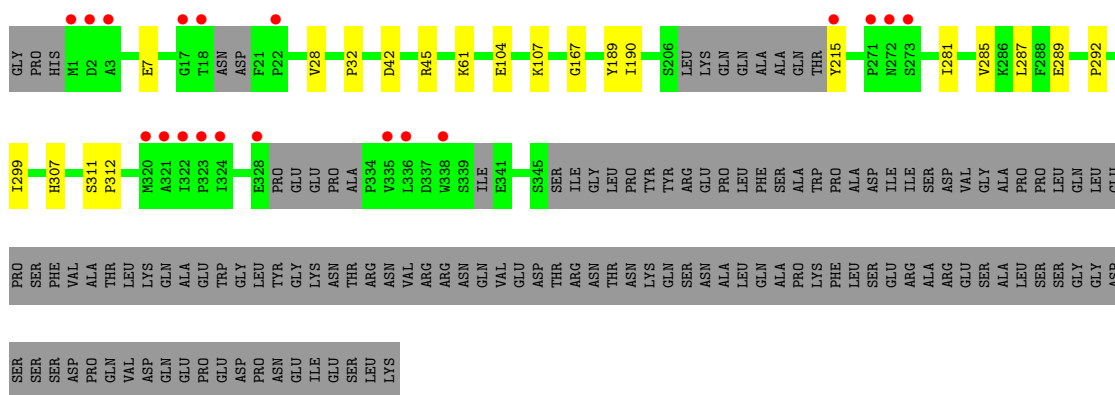 GLY PRO HIS M1 D2 A3 E7 G17 T18 ASN ASP F21 P22 V28 P32 D42 R45 K61 E104 K107 G167 Y189 I190 S206 LEU LYS GLN GLN ALA ALA GLN THR Y215 P271 N272 S273 I281 V285 K286 L287 F288 E289 P292
I299 H307 S311 P312 M320 A321 I322 P323 I324 E328 PRO GLU GLU PRO ALA P334 V335 L336 D337 W338 S339 ILE E341 S345 SER ILE GLY LEU PRO TYR TYR ARG GLU PRO LEU PHE SER ALA TRP PRO ALA ASP ILE ILE SER ASP VAL GLY ALA PRO PRO LEU GLN LEU GLU
PRO SER PHE VAL ALA THR LEU LYS GLN ALA GLU TRP GLY LEU TYR GLY LYS ASN THR ARG ASN VAL ARG ARG ASN GLN VAL GLU ASP THR ARG ASN THR ASN LYS GLN SER ASN ALA LEU GLN ALA PRO LYS PHE LEU SER GLU ARG ALA ARG GLU SER ALA LEU SER SER GLY GLY ASP
SER SER SER ASP PRO GLN VAL ASP GLN GLU PRO GLU ASP PRO ASN GLU ILE GLU SER LEU LYS